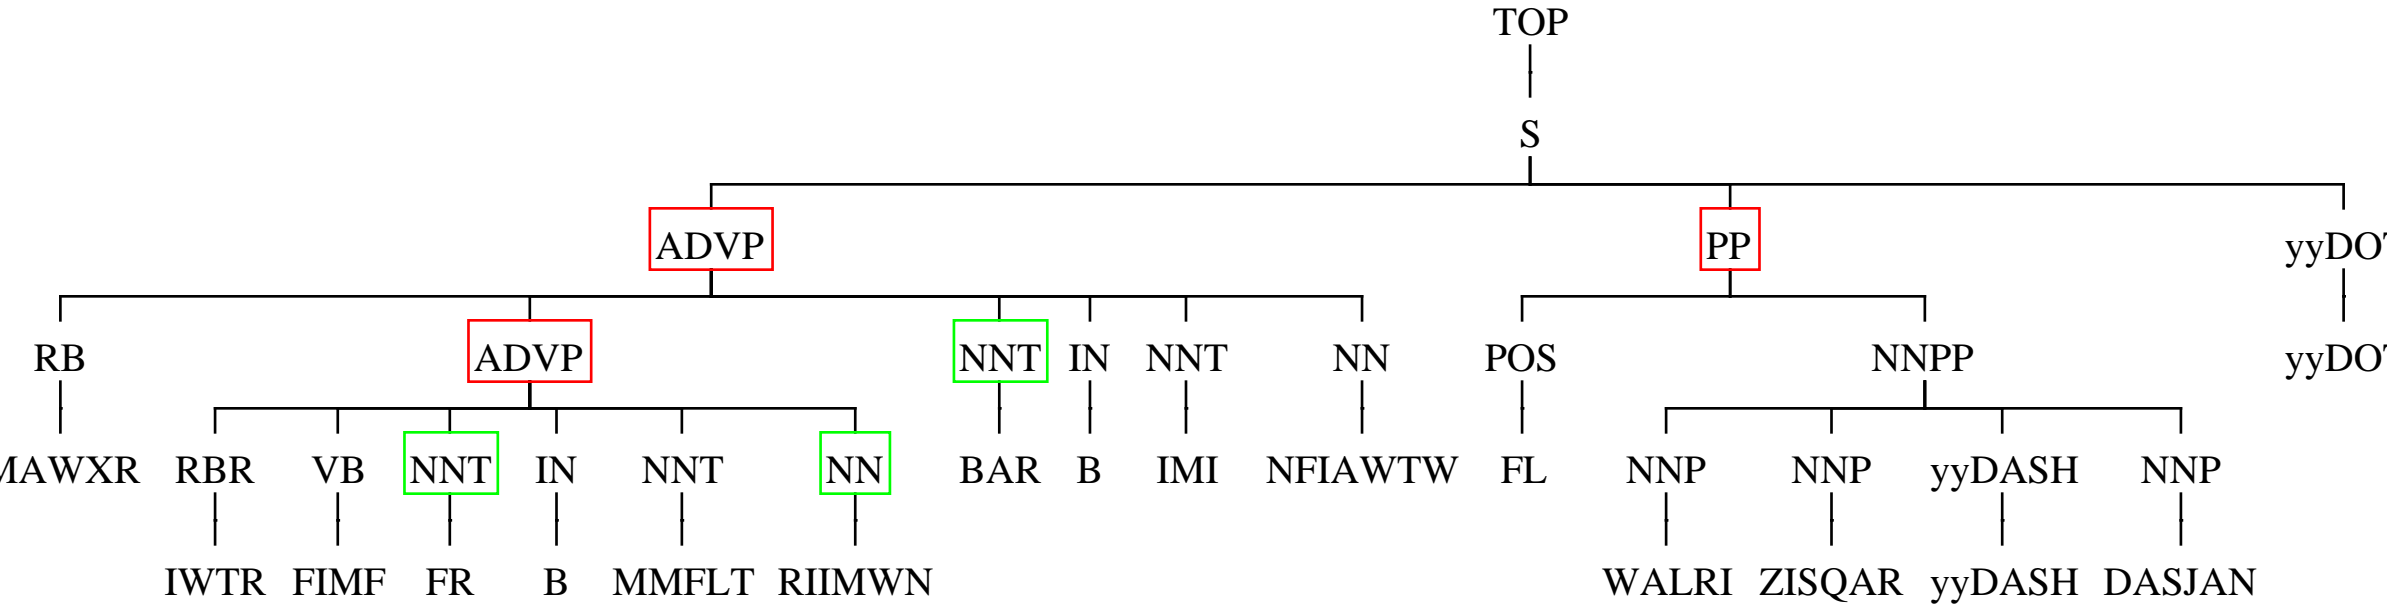 TOP
S
ADVP PP
RB ADVP NNT IN NNT NN POS NNPP
RBR VB NNT IN NNT NN BAR B IMI NFIAWTW FL NNP NNP yyDASH NNP
IWTR FIMF FR B MMFLT RIIMWN WALRI ZISQAR yyDASH DASJAN